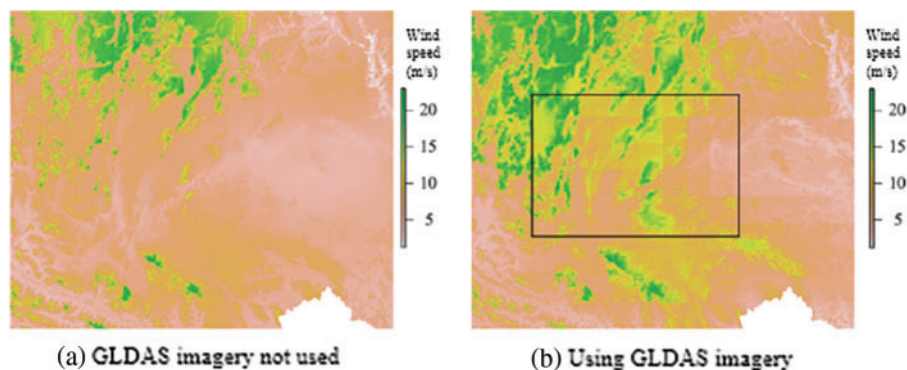 Wind
speed
(m/s)
20
15
10
5
Wind
speed
(m/s)
20
15
10
5
(a) GLDAS imagery not used
(b) Using GLDAS imagery